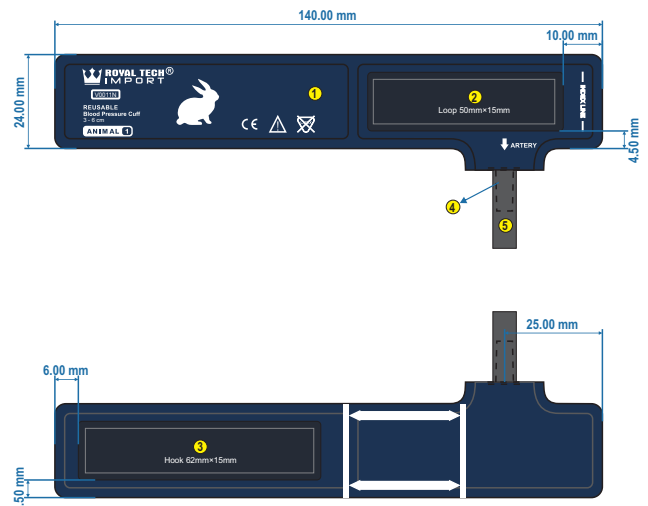 140.00 mm
10.00 mm
24.00 mm
ROYAL TECH®
IMPORT
V0011N
REUSABLE
Blood Pressure Cuff
3 - 6 cm
ANIMAL 1
1
CE
2
Loop 50mm×15mm
INDEX LINE
ARTERY
4.50 mm
4
5
25.00 mm
6.00 mm
3
Hook 62mm×15mm
.50 mm